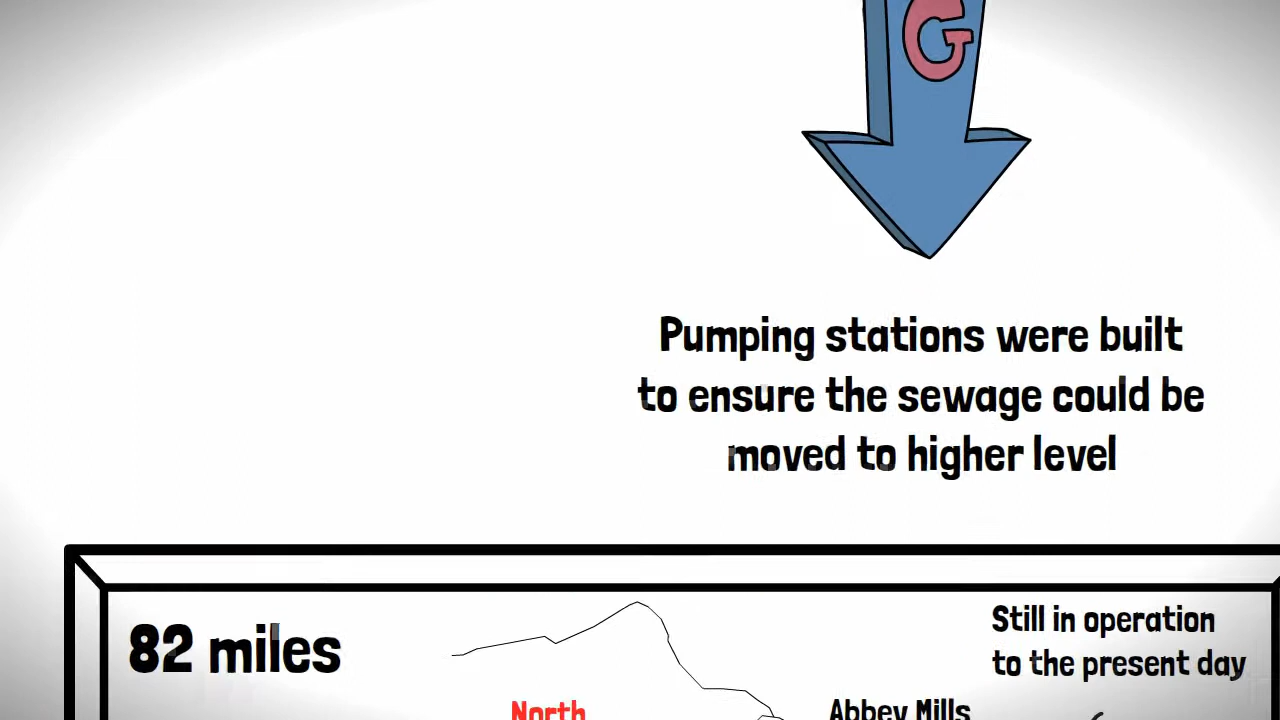 G
Pumping stations were built
to ensure the sewage could be
moved to higher level
82 miles
Still in operation
to the present day
North
Abbey Mills